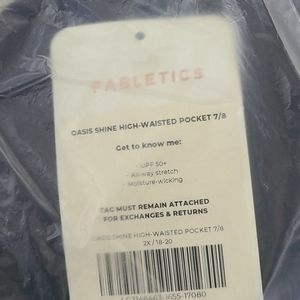 FABLETICS
OASIS SHINE HIGH-WAISTED POCKET 7/8
Get to know me:
- UPF 50+
- All-way stretch
- Moisture-wicking
TAG MUST REMAIN ATTACHED
FOR EXCHANGES & RETURNS
OASIS SHINE HIGH-WAISTED POCKET 7/8
2X / 18-20